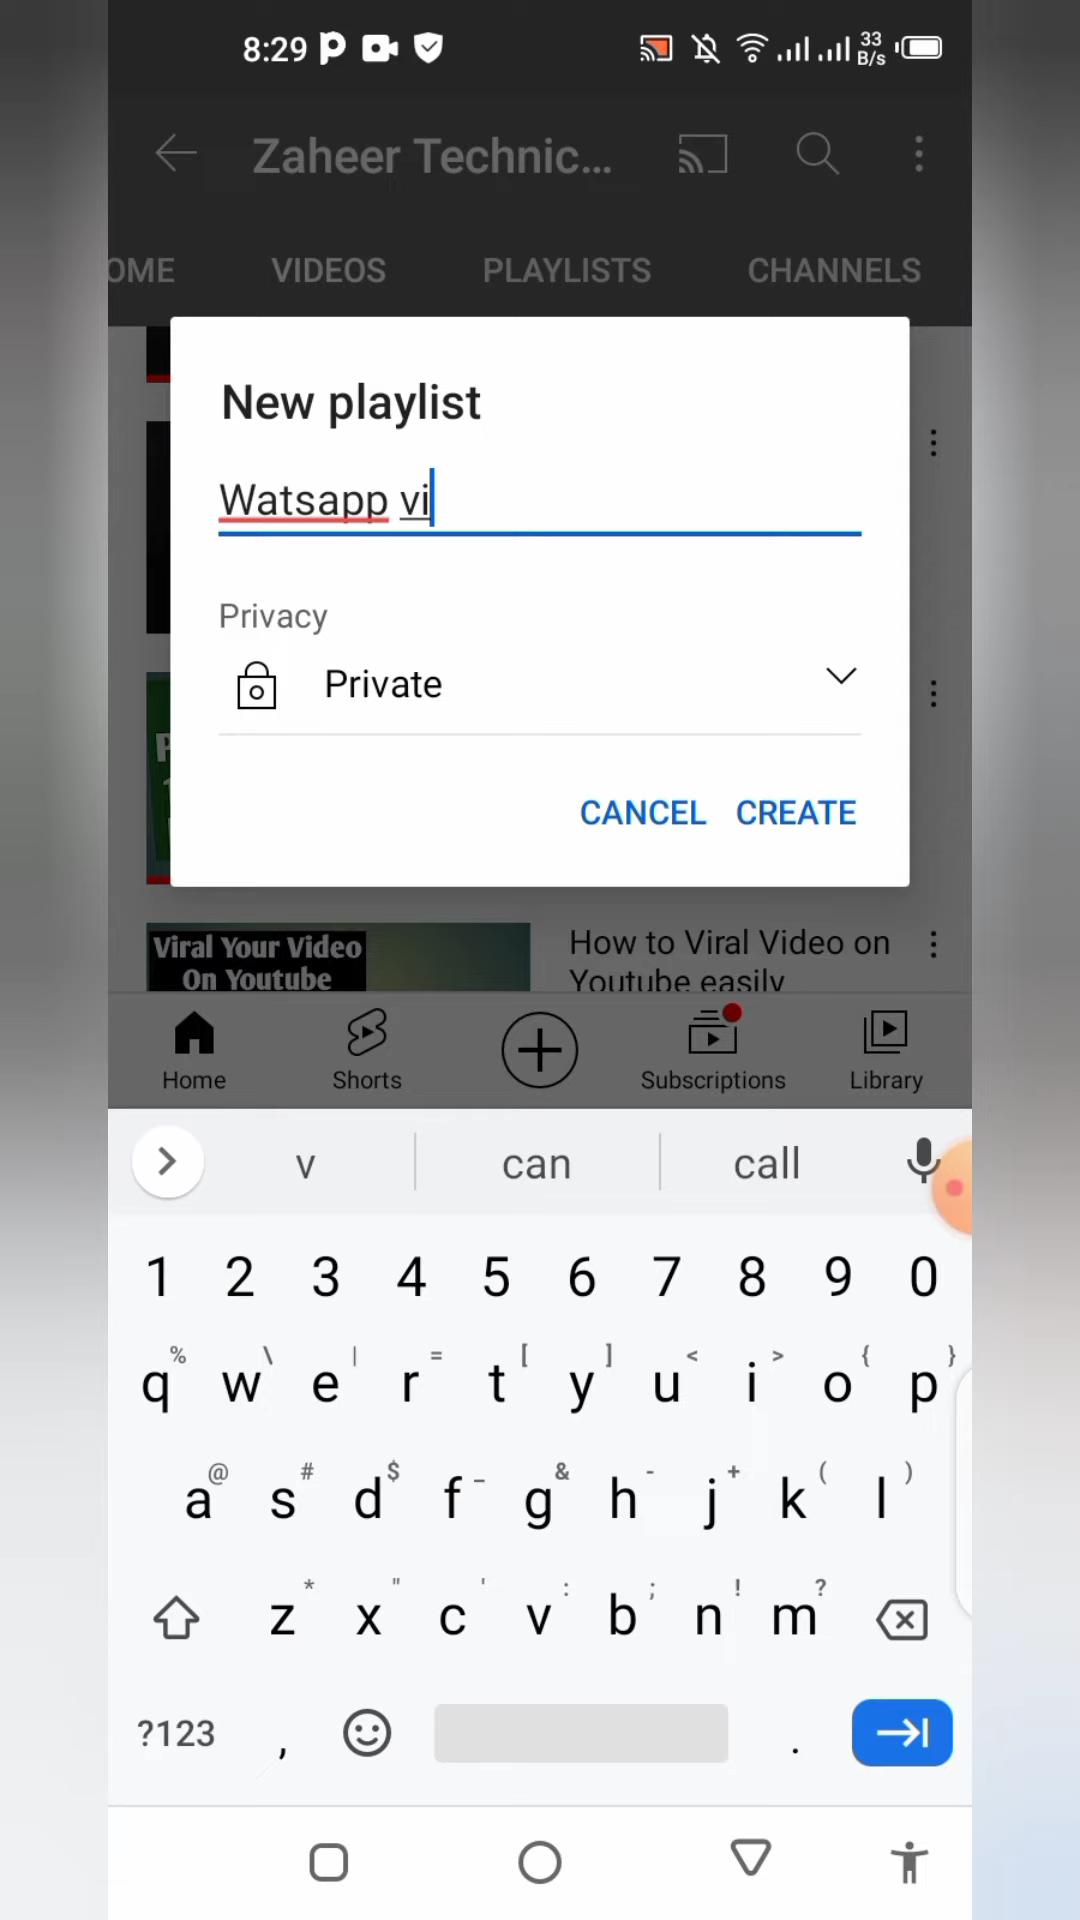 8:29
33
B/s
Zaheer Technic...
OME VIDEOS PLAYLISTS CHANNELS
New playlist
Watsapp vi
Privacy
Private
CANCEL CREATE
Viral Your Video
On Youtube
How to Viral Video on
Youtube easily
Home Shorts Subscriptions Library
v can call
1 2 3 4 5 6 7 8 9 0
% \ | = [ ] < > { }
q w e r t y u i o p
@ # $ _ & - + ( )
a s d f g h j k l
* " ' : ; ! ?
z x c v b n m
?123 , .